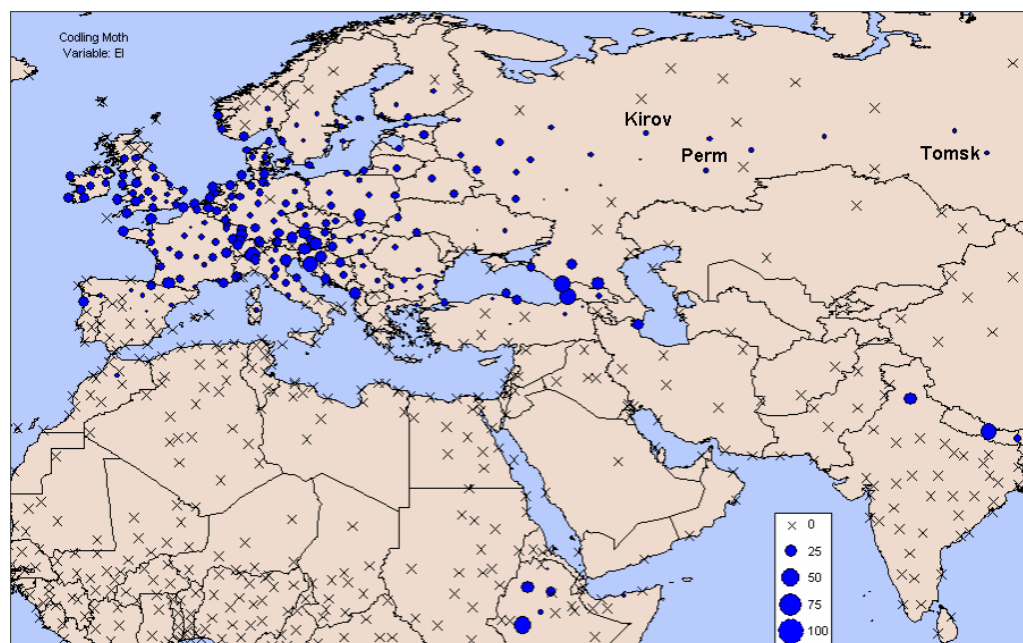 Codling Moth
Variable: EI
Kirov
Perm
Tomsk
0
25
50
75
100